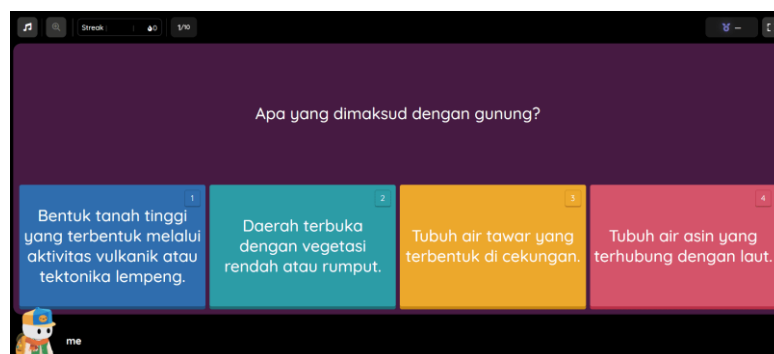 Streak
0
1/10
Apa yang dimaksud dengan gunung?
1
Bentuk tanah tinggi
yang terbentuk melalui
aktivitas vulkanik atau
tektonika lempeng.
2
Daerah terbuka
dengan vegetasi
rendah atau rumput.
3
Tubuh air tawar yang
terbentuk di cekungan.
4
Tubuh air asin yang
terhubung dengan laut.
me